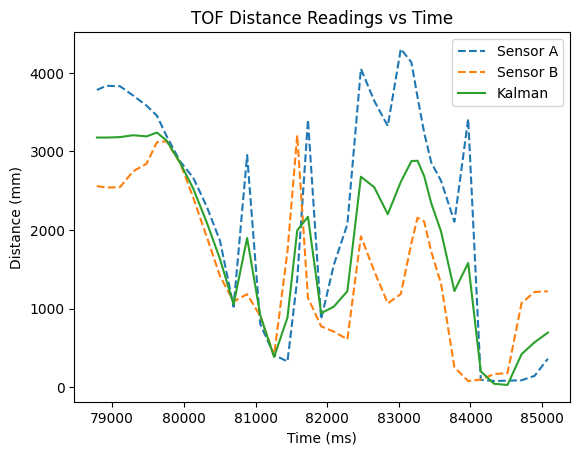 TOF Distance Readings vs Time
Sensor A
Sensor B
Kalman
Distance (mm)
4000
3000
2000
1000
0
79000 80000 81000 82000 83000 84000 85000
Time (ms)